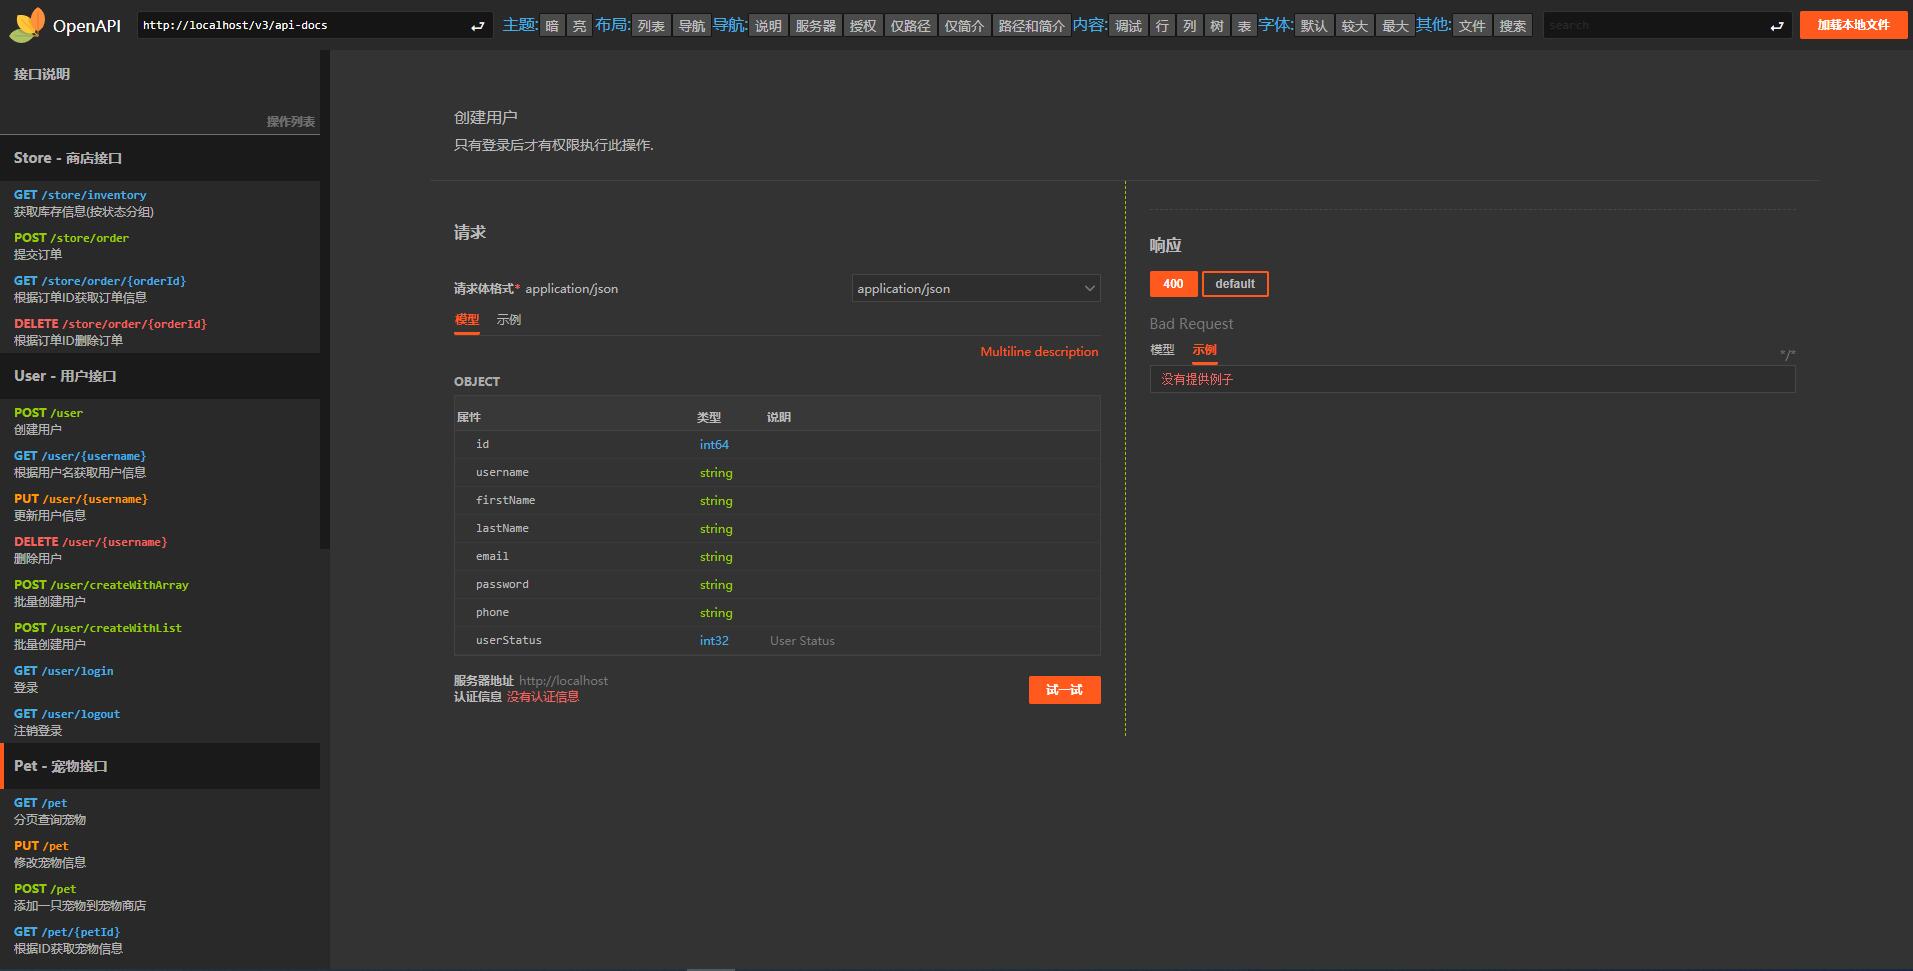 OpenAPI http://localhost/v3/api-docs 主题: 暗 亮 布局: 列表 导航 导航: 说明 服务器 授权 仅路径 仅简介 路径和简介 内容: 调试 行 列 树 表 字体: 默认 较大 最大 其他: 文件 搜索 search 加载本地文件
接口说明
操作列表
Store - 商店接口
GET /store/inventory
获取库存信息(按状态分组)
POST /store/order
提交订单
GET /store/order/{orderId}
根据订单ID获取订单信息
DELETE /store/order/{orderId}
根据订单ID删除订单
User - 用户接口
POST /user
创建用户
GET /user/{username}
根据用户名获取用户信息
PUT /user/{username}
更新用户信息
DELETE /user/{username}
删除用户
POST /user/createWithArray
批量创建用户
POST /user/createWithList
批量创建用户
GET /user/login
登录
GET /user/logout
注销登录
Pet - 宠物接口
GET /pet
分页查询宠物
PUT /pet
修改宠物信息
POST /pet
添加一只宠物到宠物商店
GET /pet/{petId}
根据ID获取宠物信息
创建用户
只有登录后才有权限执行此操作.
请求
请求体格式* application/json application/json
模型 示例
Multiline description
OBJECT
属性 类型 说明
id int64
username string
firstName string
lastName string
email string
password string
phone string
userStatus int32 User Status
服务器地址 http://localhost
认证信息 没有认证信息
试一试
响应
400 default
Bad Request
模型 示例 */*
没有提供例子